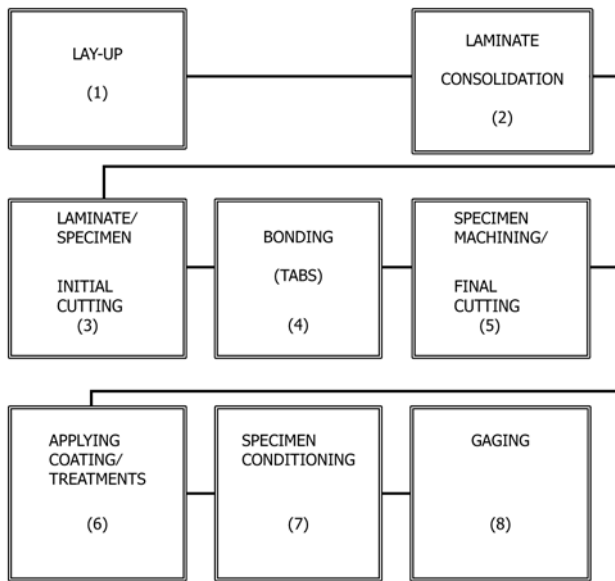 LAY-UP
(1)
LAMINATE
CONSOLIDATION
(2)
LAMINATE/
SPECIMEN
INITIAL
CUTTING
(3)
BONDING
(TABS)
(4)
SPECIMEN
MACHINING/
FINAL
CUTTING
(5)
APPLYING
COATING/
TREATMENTS
(6)
SPECIMEN
CONDITIONING
(7)
GAGING
(8)